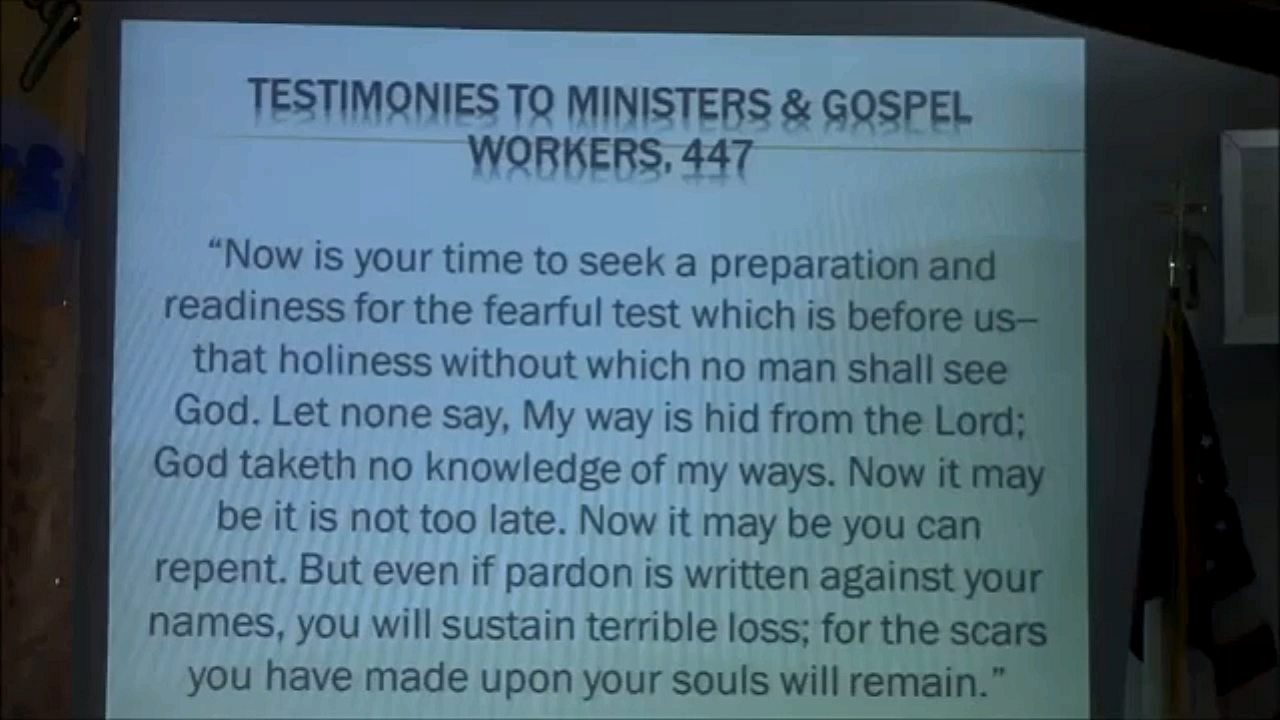 TESTIMONIES TO MINISTERS & GOSPEL
WORKERS, 447
“Now is your time to seek a preparation and
readiness for the fearful test which is before us–
that holiness without which no man shall see
God. Let none say, My way is hid from the Lord;
God taketh no knowledge of my ways. Now it may
be it is not too late. Now it may be you can
repent. But even if pardon is written against your
names, you will sustain terrible loss; for the scars
you have made upon your souls will remain.”